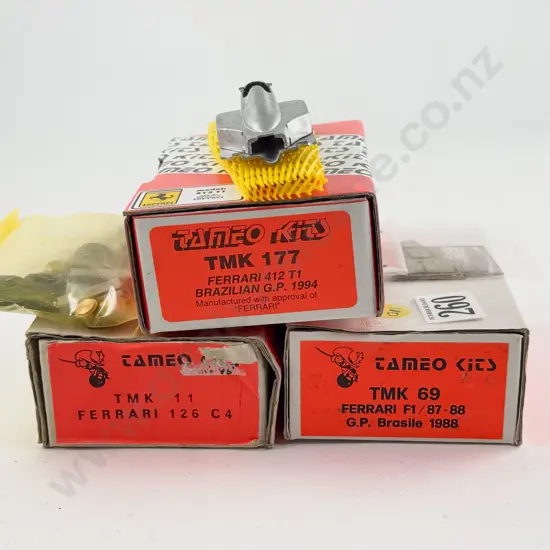 TAMEO KITS
TMK 177
FERRARI 412 T1
BRAZILIAN G.P. 1994
Manufactured with approval of
"FERRARI"
TAMEO K
TMK 11
FERRARI 126 C4
290
TAMEO KITS
TMK 69
FERRARI F1/87-88
G.P. Brasile 1988